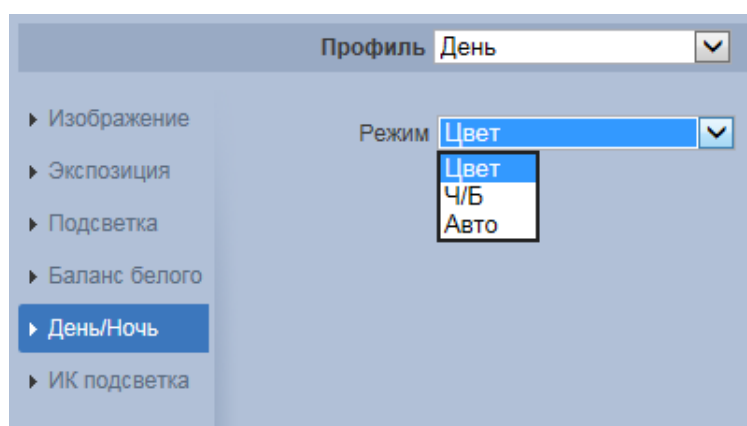 Профиль День
Изображение
Режим Цвет
Экспозиция
Цвет
Ч/Б
Подсветка
Авто
Баланс белого
День/Ночь
ИК подсветка